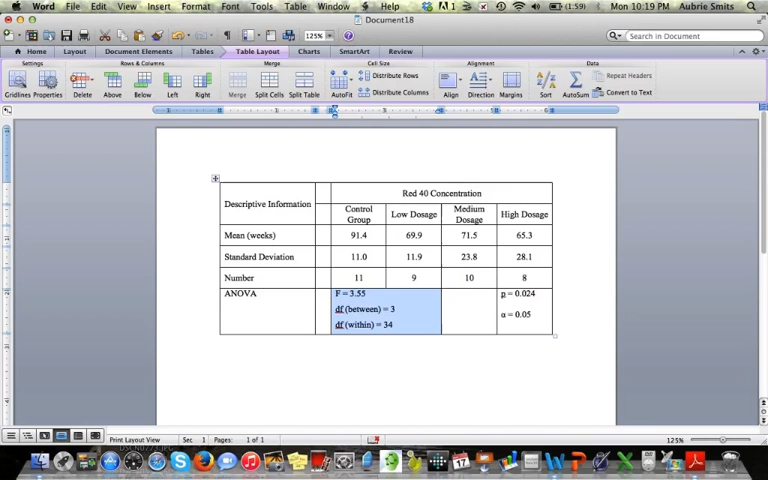 Word File Edit View Insert Format Font Tools Table Window Help 1 (1:59) Mon 10:19 PM Aubrie Smits
Document18
125% Search in Document
Home Layout Document Elements Tables Table Layout Charts SmartArt Review
Settings Rows & Columns Merge Cell Size Alignment Data
Gridlines Properties Delete Above Below Left Right Merge Split Cells Split Table AutoFit Distribute Rows Align Direction Margins Sort AutoSum Repeat Headers
Distribute Columns Convert to Text
Descriptive Information Red 40 Concentration
Control Group Low Dosage Medium Dosage High Dosage
Mean (weeks) 91.4 69.9 71.5 65.3
Standard Deviation 11.0 11.9 23.8 28.1
Number 11 9 10 8
ANOVA F = 3.55 p = 0.024
df (between) = 3 α = 0.05
df (within) = 34
Print Layout View Sec 1 Pages: 1 of 1 125%
17